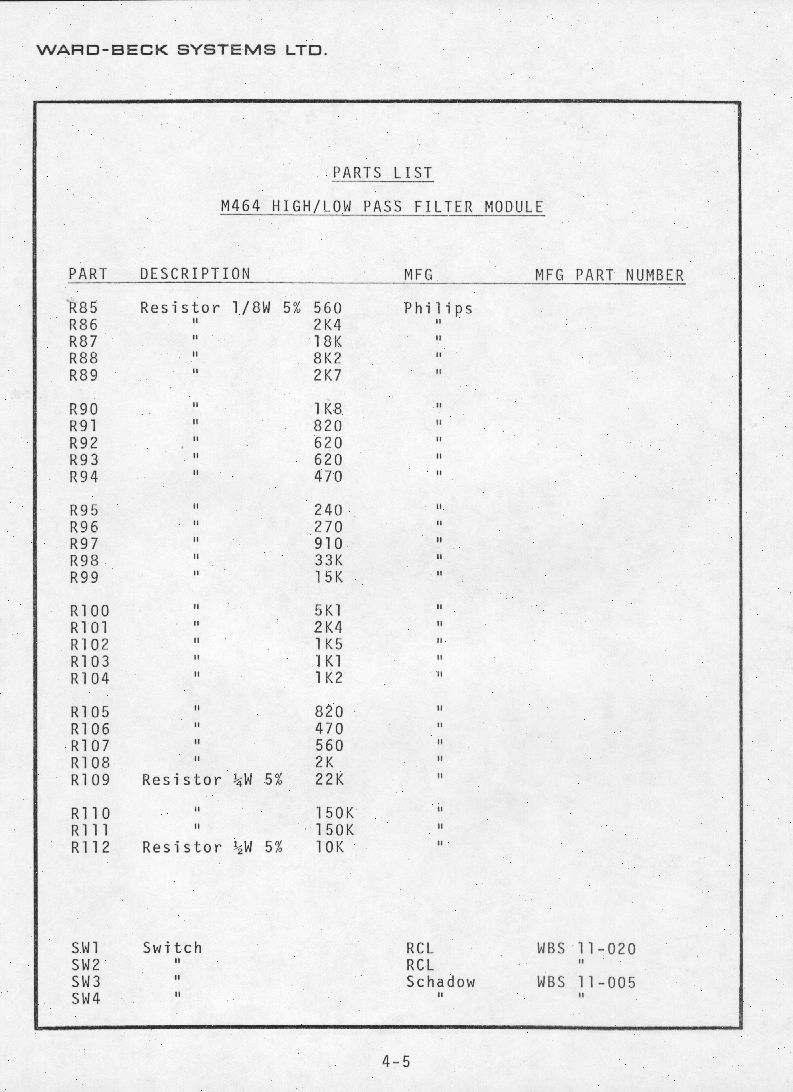 WARD-BECK SYSTEMS LTD.
PARTS LIST
M464 HIGH/LOW PASS FILTER MODULE
PART DESCRIPTION MFG MFG PART NUMBER
R85 Resistor 1/8W 5% 560 Philips
R86 " 2K4 "
R87 " 18K "
R88 " 8K2 "
R89 " 2K7 "
R90 " 1K8 "
R91 " 820 "
R92 " 620 "
R93 " 620 "
R94 " 470 "
R95 " 240 "
R96 " 270 "
R97 " 910 "
R98 " 33K "
R99 " 15K "
R100 " 5K1 "
R101 " 2K4 "
R102 " 1K5 "
R103 " 1K1 "
R104 " 1K2 "
R105 " 820 "
R106 " 470 "
R107 " 560 "
R108 " 2K "
R109 Resistor ¼W 5% 22K "
R110 " 150K "
R111 " 150K "
R112 Resistor ½W 5% 10K "
SW1 Switch RCL WBS 11-020
SW2 " RCL "
SW3 " Schadow WBS 11-005
SW4 " " "
4-5